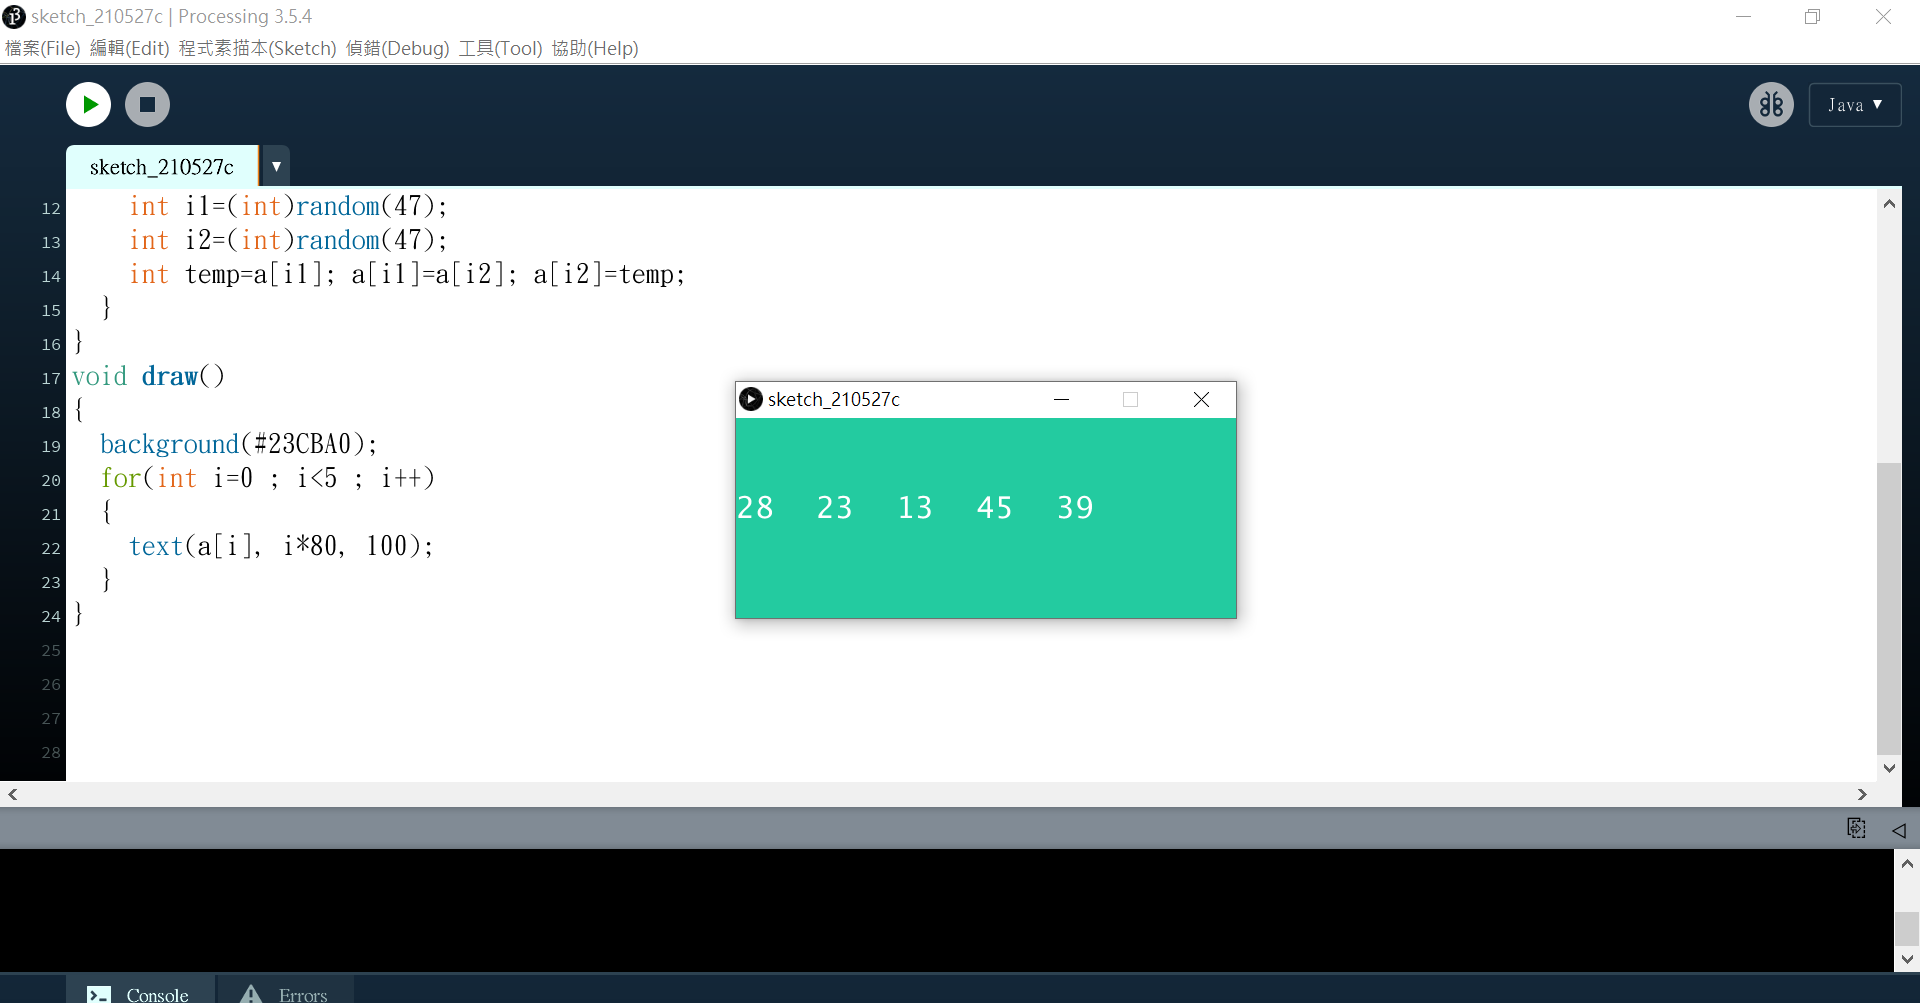 sketch_210527c | Processing 3.5.4
檔案(File) 編輯(Edit) 程式素描本(Sketch) 偵錯(Debug) 工具(Tool) 協助(Help)
Java ▼
sketch_210527c ▼
12 int i1=(int)random(47);
13 int i2=(int)random(47);
14 int temp=a[i1]; a[i1]=a[i2]; a[i2]=temp;
15 }
16 }
17 void draw()
18 {
19 background(#23CBA0);
20 for(int i=0 ; i<5 ; i++)
21 {
22 text(a[i], i*80, 100);
23 }
24 }
25
26
27
28
sketch_210527c
28 23 13 45 39
Console Errors